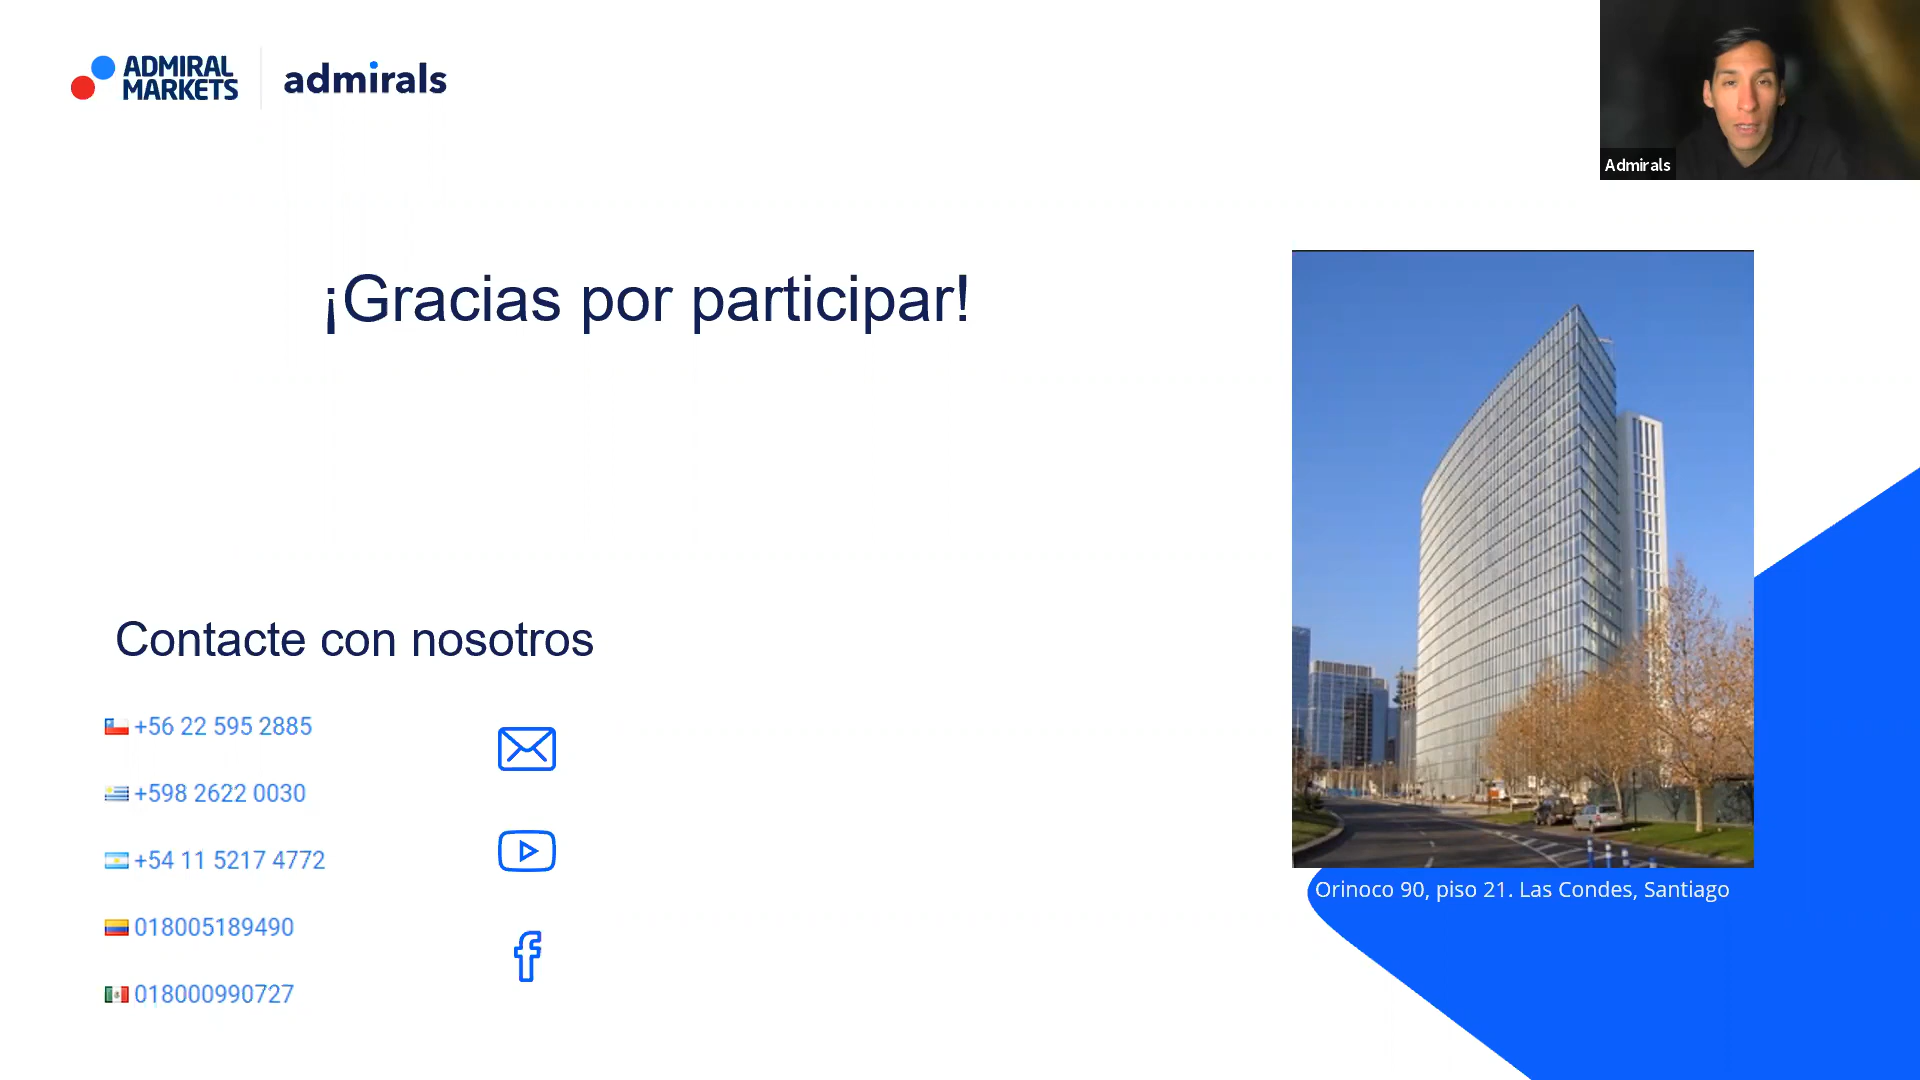 ADMIRAL
MARKETS
admirals
Admirals
¡Gracias por participar!
Contacte con nosotros
+56 22 595 2885
+598 2622 0030
+54 11 5217 4772
018005189490
018000990727
Orinoco 90, piso 21. Las Condes, Santiago